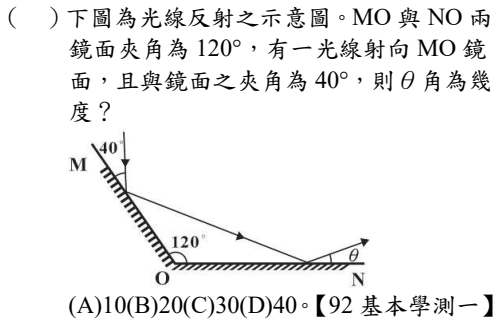 (　)下圖為光線反射之示意圖。MO 與 NO 兩
鏡面夾角為 120°，有一光線射向 MO 鏡
面，且與鏡面之夾角為 40°，則 θ 角為幾
度？
40°
M
120°
θ
O
N
(A)10(B)20(C)30(D)40。【92 基本學測一】